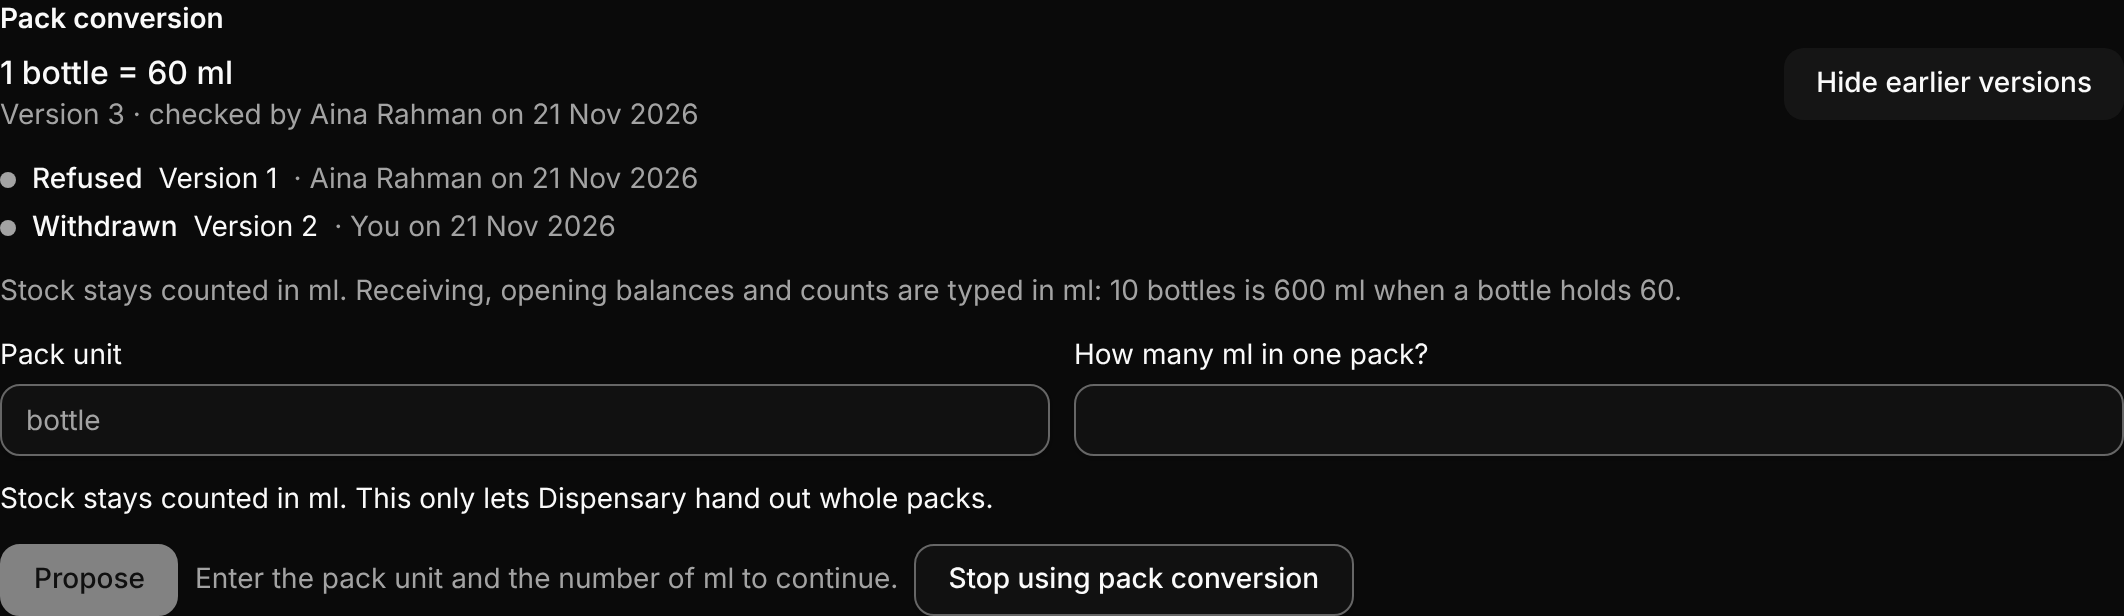 Pack conversion
1 bottle = 60 ml
Hide earlier versions
Version 3 · checked by Aina Rahman on 21 Nov 2026
Refused Version 1 · Aina Rahman on 21 Nov 2026
Withdrawn Version 2 · You on 21 Nov 2026
Stock stays counted in ml. Receiving, opening balances and counts are typed in ml: 10 bottles is 600 ml when a bottle holds 60.
Pack unit
How many ml in one pack?
bottle
Stock stays counted in ml. This only lets Dispensary hand out whole packs.
Propose
Enter the pack unit and the number of ml to continue.
Stop using pack conversion